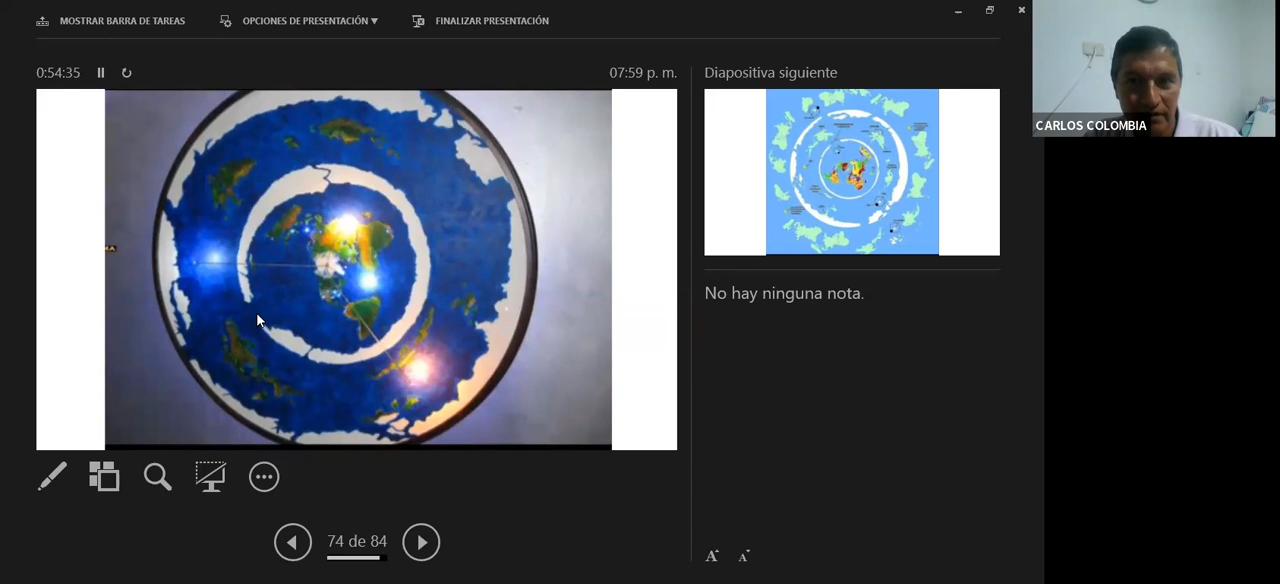 MOSTRAR BARRA DE TAREAS
OPCIONES DE PRESENTACIÓN ▼
FINALIZAR PRESENTACIÓN
0:54:35
07:59 p. m.
Diapositiva siguiente
CARLOS COLOMBIA
No hay ninguna nota.
74 de 84
A A